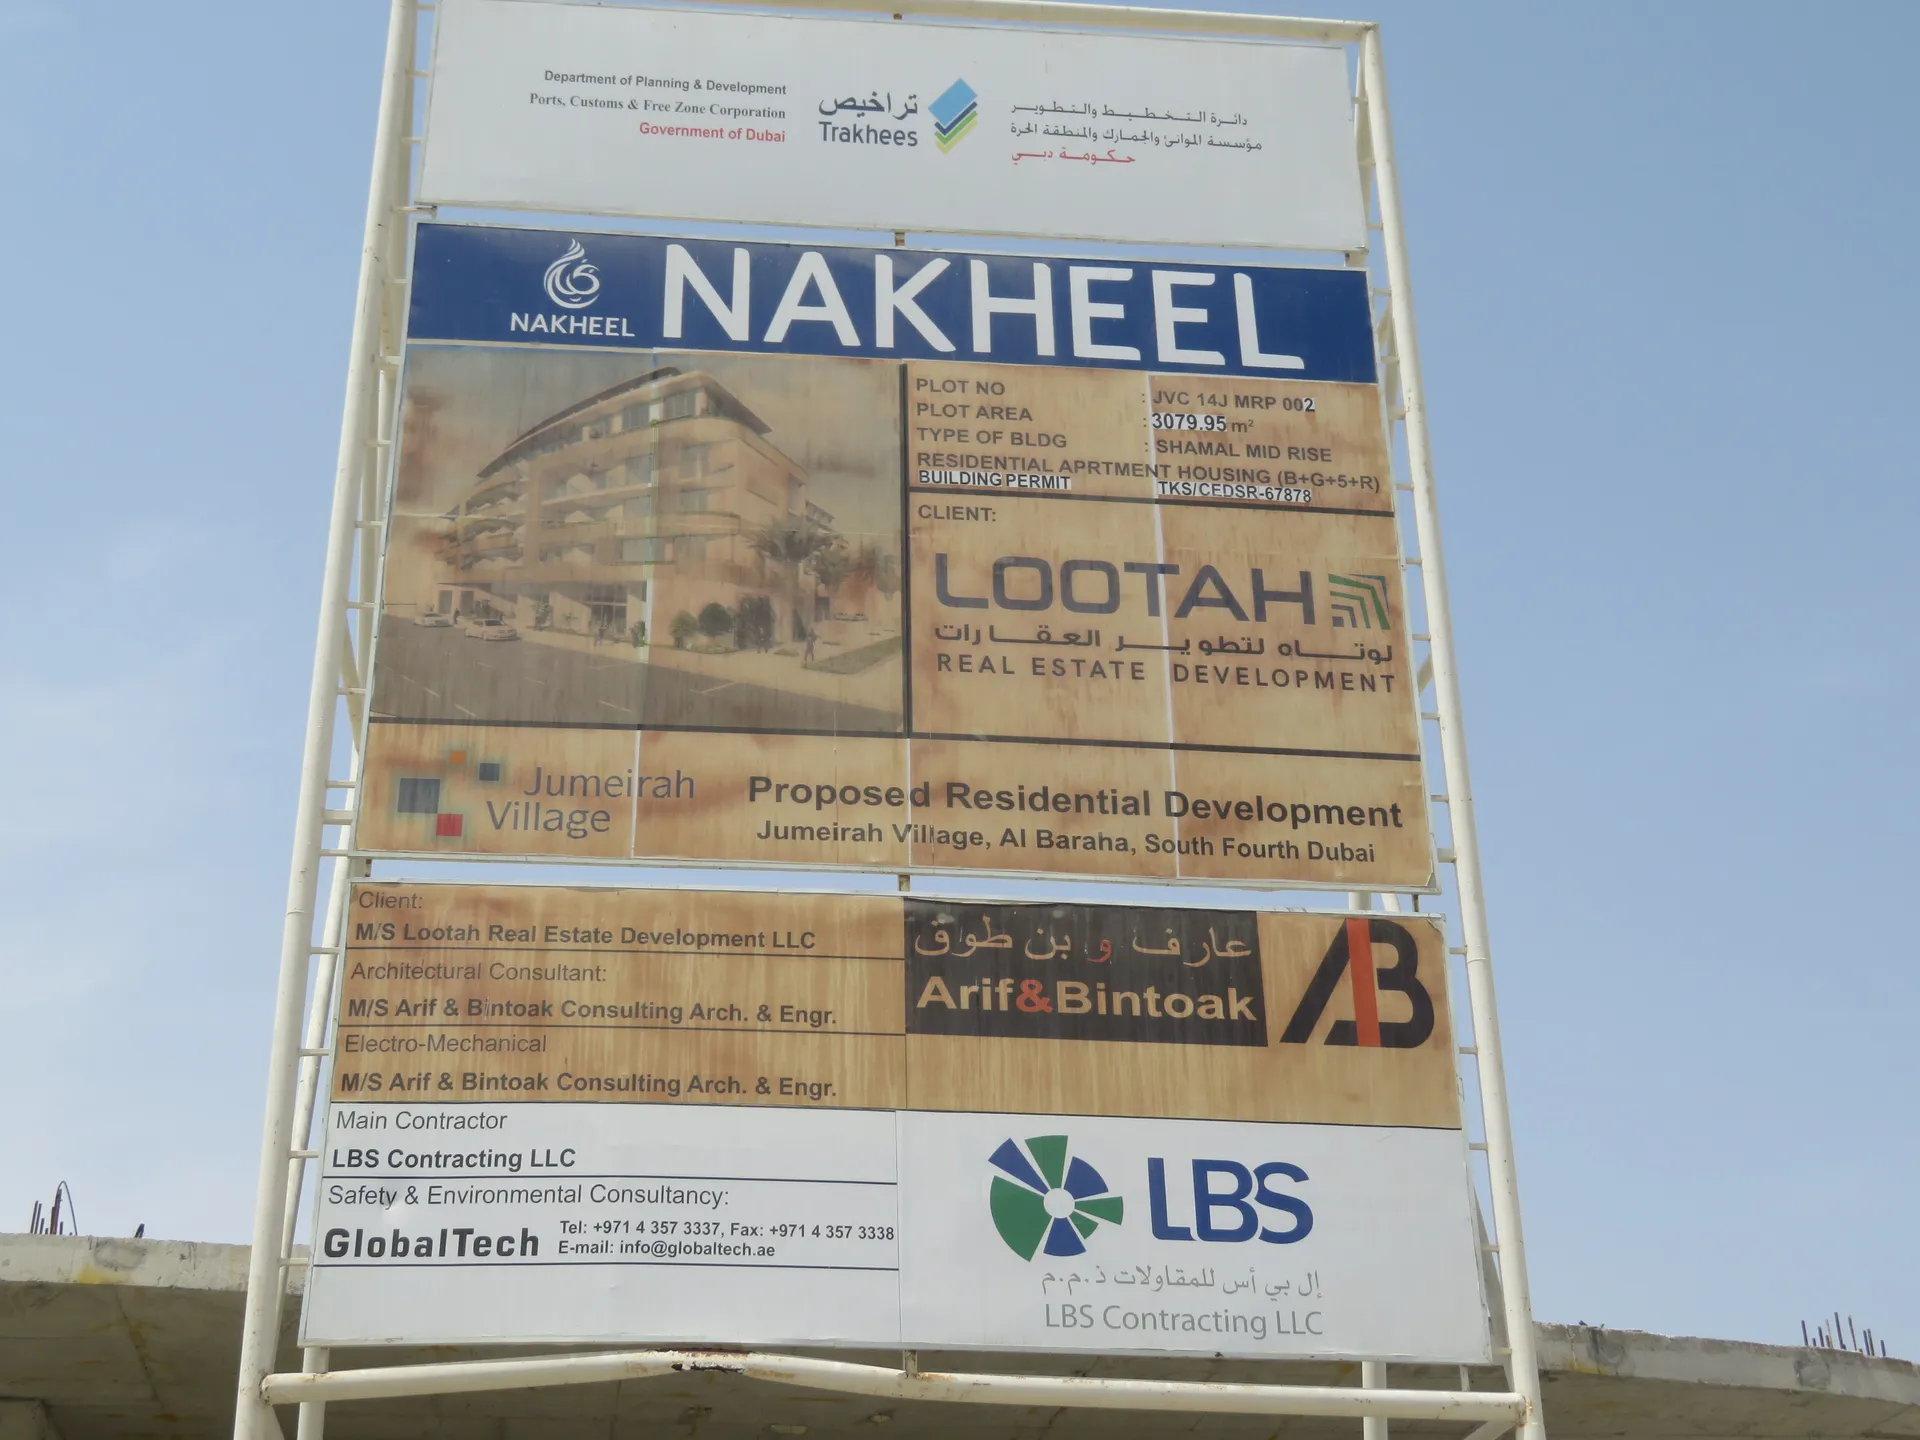 Department of Planning & Development
Ports, Customs & Free Zone Corporation
Government of Dubai
تراخيص
Trakhees
دائرة التخطيط والتطوير
مؤسسة الموانئ والجمارك والمنطقة الحرة
حكومة دبي
NAKHEEL
NAKHEEL
PLOT NO : JVC 14J MRP 002
PLOT AREA : 3079.95 m²
TYPE OF BLDG : SHAMAL MID RISE
RESIDENTIAL APRTMENT HOUSING (B+G+5+R)
BUILDING PERMIT TKS/CEDSR-67878
CLIENT:
LOOTAH
لوتاه لتطوير العقارات
REAL ESTATE DEVELOPMENT
Jumeirah
Village
Proposed Residential Development
Jumeirah Village, Al Baraha, South Fourth Dubai
Client:
M/S Lootah Real Estate Development LLC
Architectural Consultant:
M/S Arif & Bintoak Consulting Arch. & Engr.
Electro-Mechanical
M/S Arif & Bintoak Consulting Arch. & Engr.
عارف و بن طوق
Arif&Bintoak
AB
Main Contractor
LBS Contracting LLC
Safety & Environmental Consultancy:
GlobalTech
Tel: +971 4 357 3337, Fax: +971 4 357 3338
E-mail: info@globaltech.ae
LBS
إل بي أس للمقاولات ذ.م.م
LBS Contracting LLC